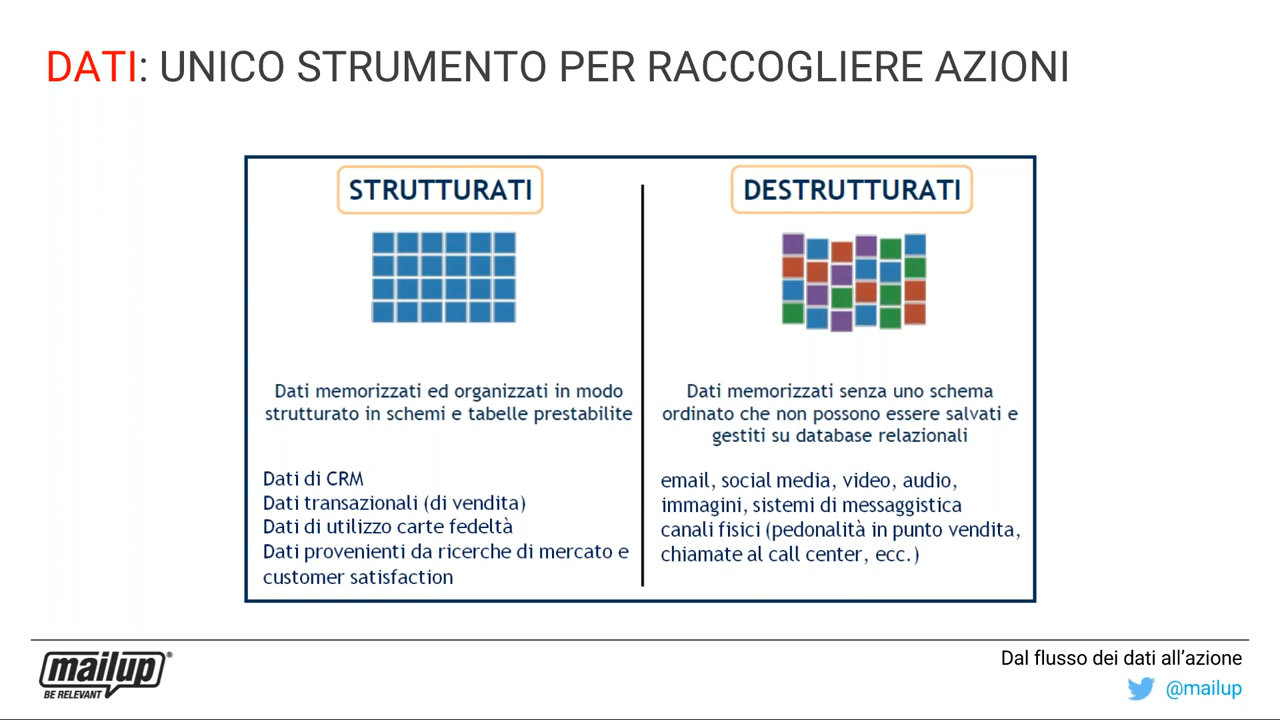 DATI: UNICO STRUMENTO PER RACCOGLIERE AZIONI
STRUTTURATI
Dati memorizzati ed organizzati in modo
strutturato in schemi e tabelle prestabilite
Dati di CRM
Dati transazionali (di vendita)
Dati di utilizzo carte fedeltà
Dati provenienti da ricerche di mercato e
customer satisfaction
DESTRUTTURATI
Dati memorizzati senza uno schema
ordinato che non possono essere salvati e
gestiti su database relazionali
email, social media, video, audio,
immagini, sistemi di messaggistica
canali fisici (pedonalità in punto vendita,
chiamate al call center, ecc.)
mailup®
BE RELEVANT
Dal flusso dei dati all’azione
@mailup